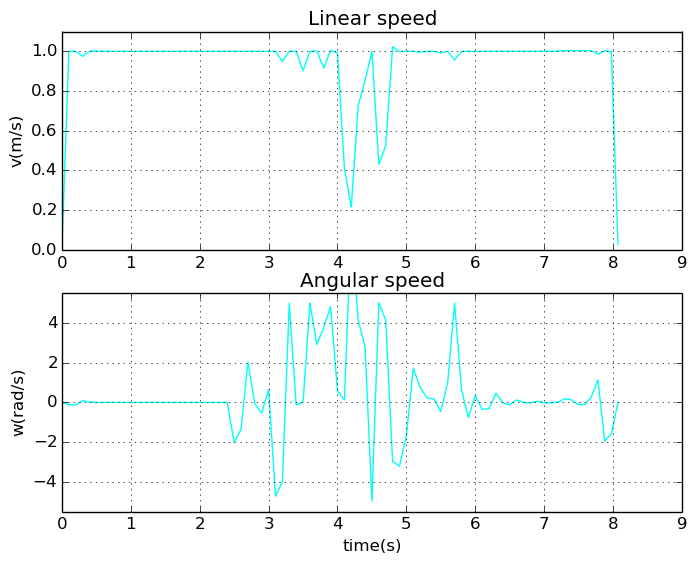 Linear speed
v(m/s)
1.0
0.8
0.6
0.4
0.2
0.0
0 1 2 3 4 5 6 7 8 9
Angular speed
w(rad/s)
4
2
0
−2
−4
0 1 2 3 4 5 6 7 8 9
time(s)